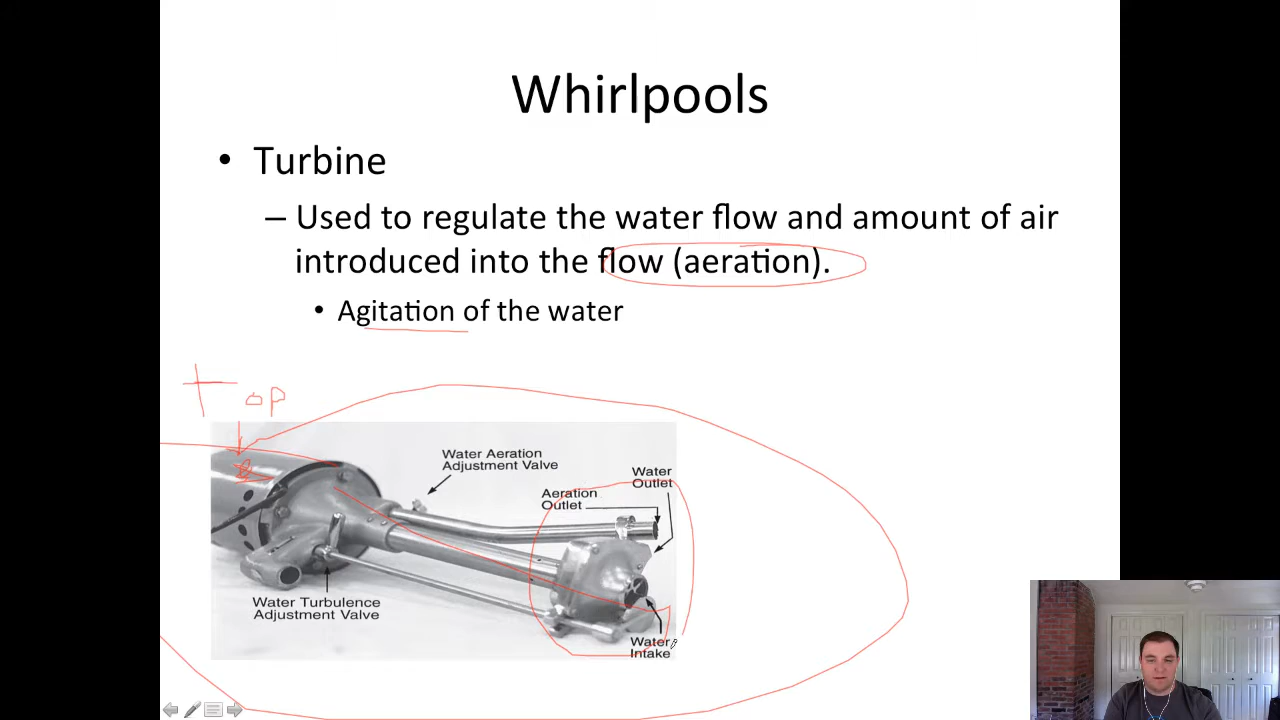 Whirlpools
• Turbine
– Used to regulate the water flow and amount of air
introduced into the flow (aeration).
• Agitation of the water
top
Water Aeration
Adjustment Valve
Water
Outlet
Aeration
Outlet
Water Turbulence
Adjustment Valve
Water
Intake